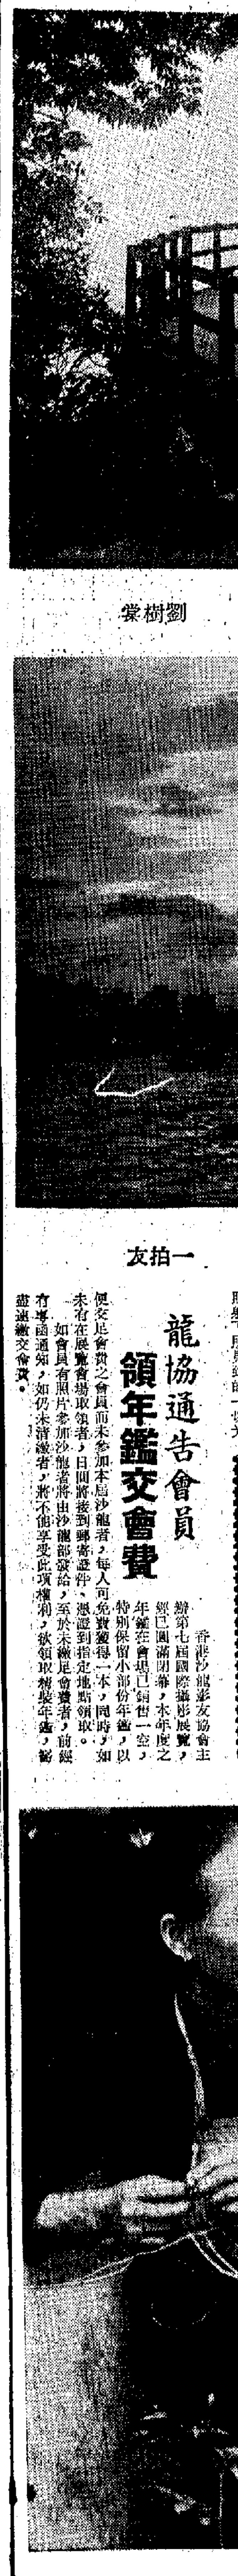 劉樹棠
一拍友
龍協通告會員
領年鑑交會費
香港沙龍影友協會主
辦第七屆國際攝影展覽，
經已圓滿閉幕，本年度之
年鑑在會場已銷售一空，
特別保留小部份年鑑，以
便交足會費之會員而未參加本屆沙龍者，每人可免費獲得一本，同時，如
未有在展覽會場取領者，日間將接到郵寄證件，憑證到指定地點領取。
如會員有照片參加沙龍者將由沙龍部發給，至於未繳足會費者，前經
有專函通知，如仍未清繳者，將不能享受此項權利，欲領取精裝年鑑，
盡速繳交會費。